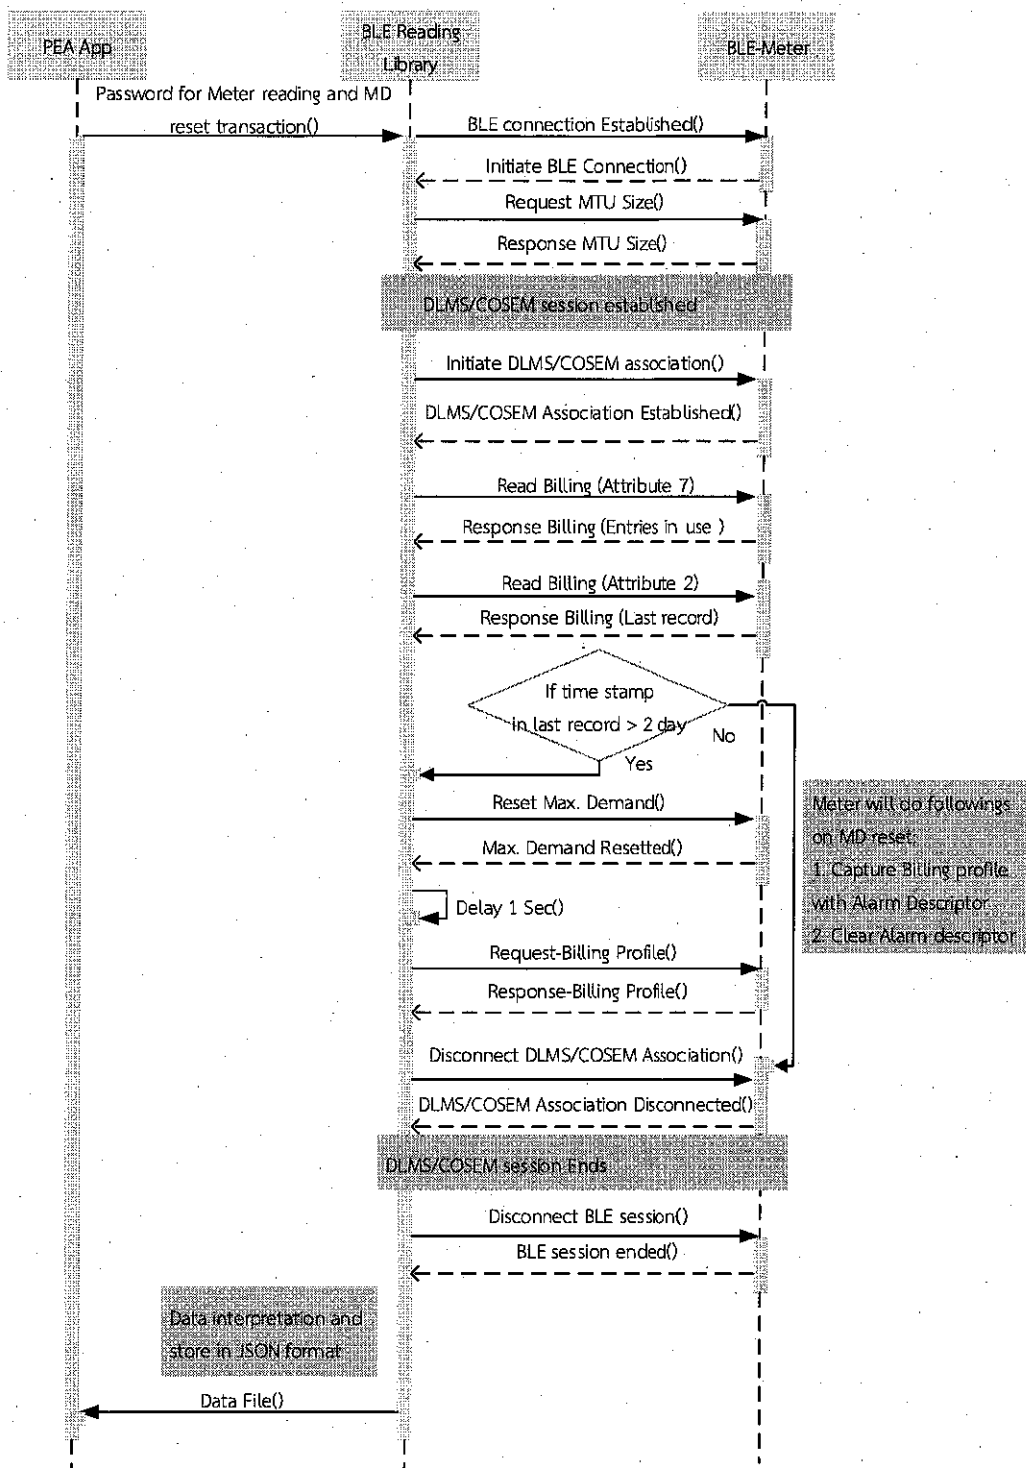 PEA App
BLE Reading
Library
BLE-Meter
Password for Meter reading and MD
reset transaction()
BLE connection Established()
Initiate BLE Connection()
Request MTU Size()
Response MTU Size()
DLMS/COSEM session established
Initiate DLMS/COSEM association()
DLMS/COSEM Association Established()
Read Billing (Attribute 7)
Response Billing (Entries in use )
Read Billing (Attribute 2)
Response Billing (Last record)
If time stamp
in last record > 2 day
No
Yes
Reset Max. Demand()
Meter will do followings
on MD reset:
1. Capture Billing profile
with Alarm Descriptor
2. Clear Alarm descriptor
Max. Demand Resetted()
Delay 1 Sec()
Request-Billing Profile()
Response-Billing Profile()
Disconnect DLMS/COSEM Association()
DLMS/COSEM Association Disconnected()
DLMS/COSEM session Ends
Disconnect BLE session()
BLE session ended()
Data interpretation and
store in JSON format
Data File()